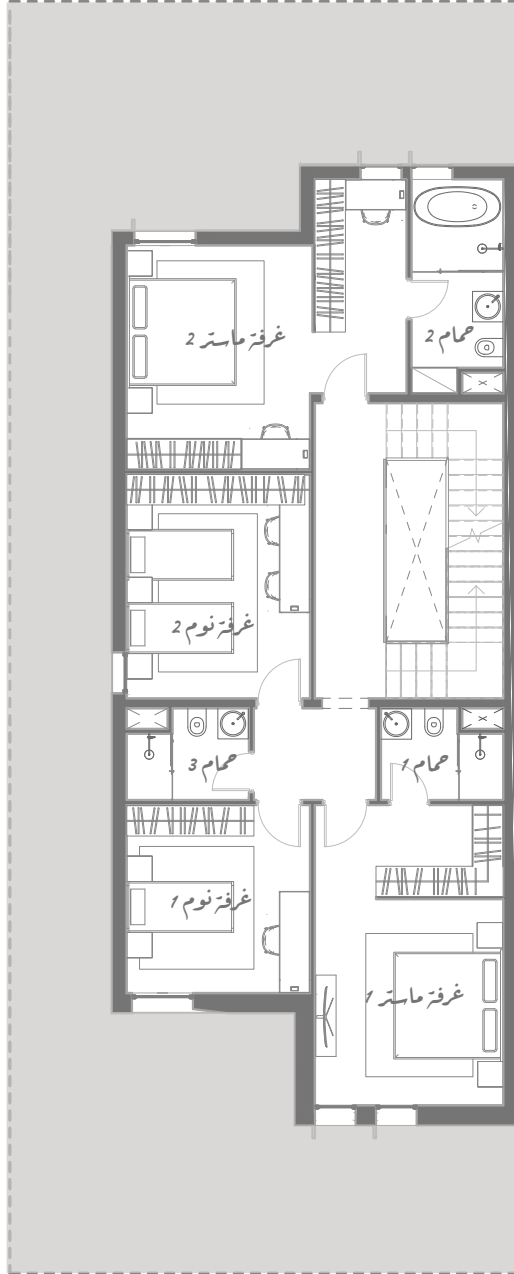 غرفة ماستر 2
حمام 2
غرفة نوم 2
حمام 3
حمام 1
غرفة نوم 1
غرفة ماستر 1